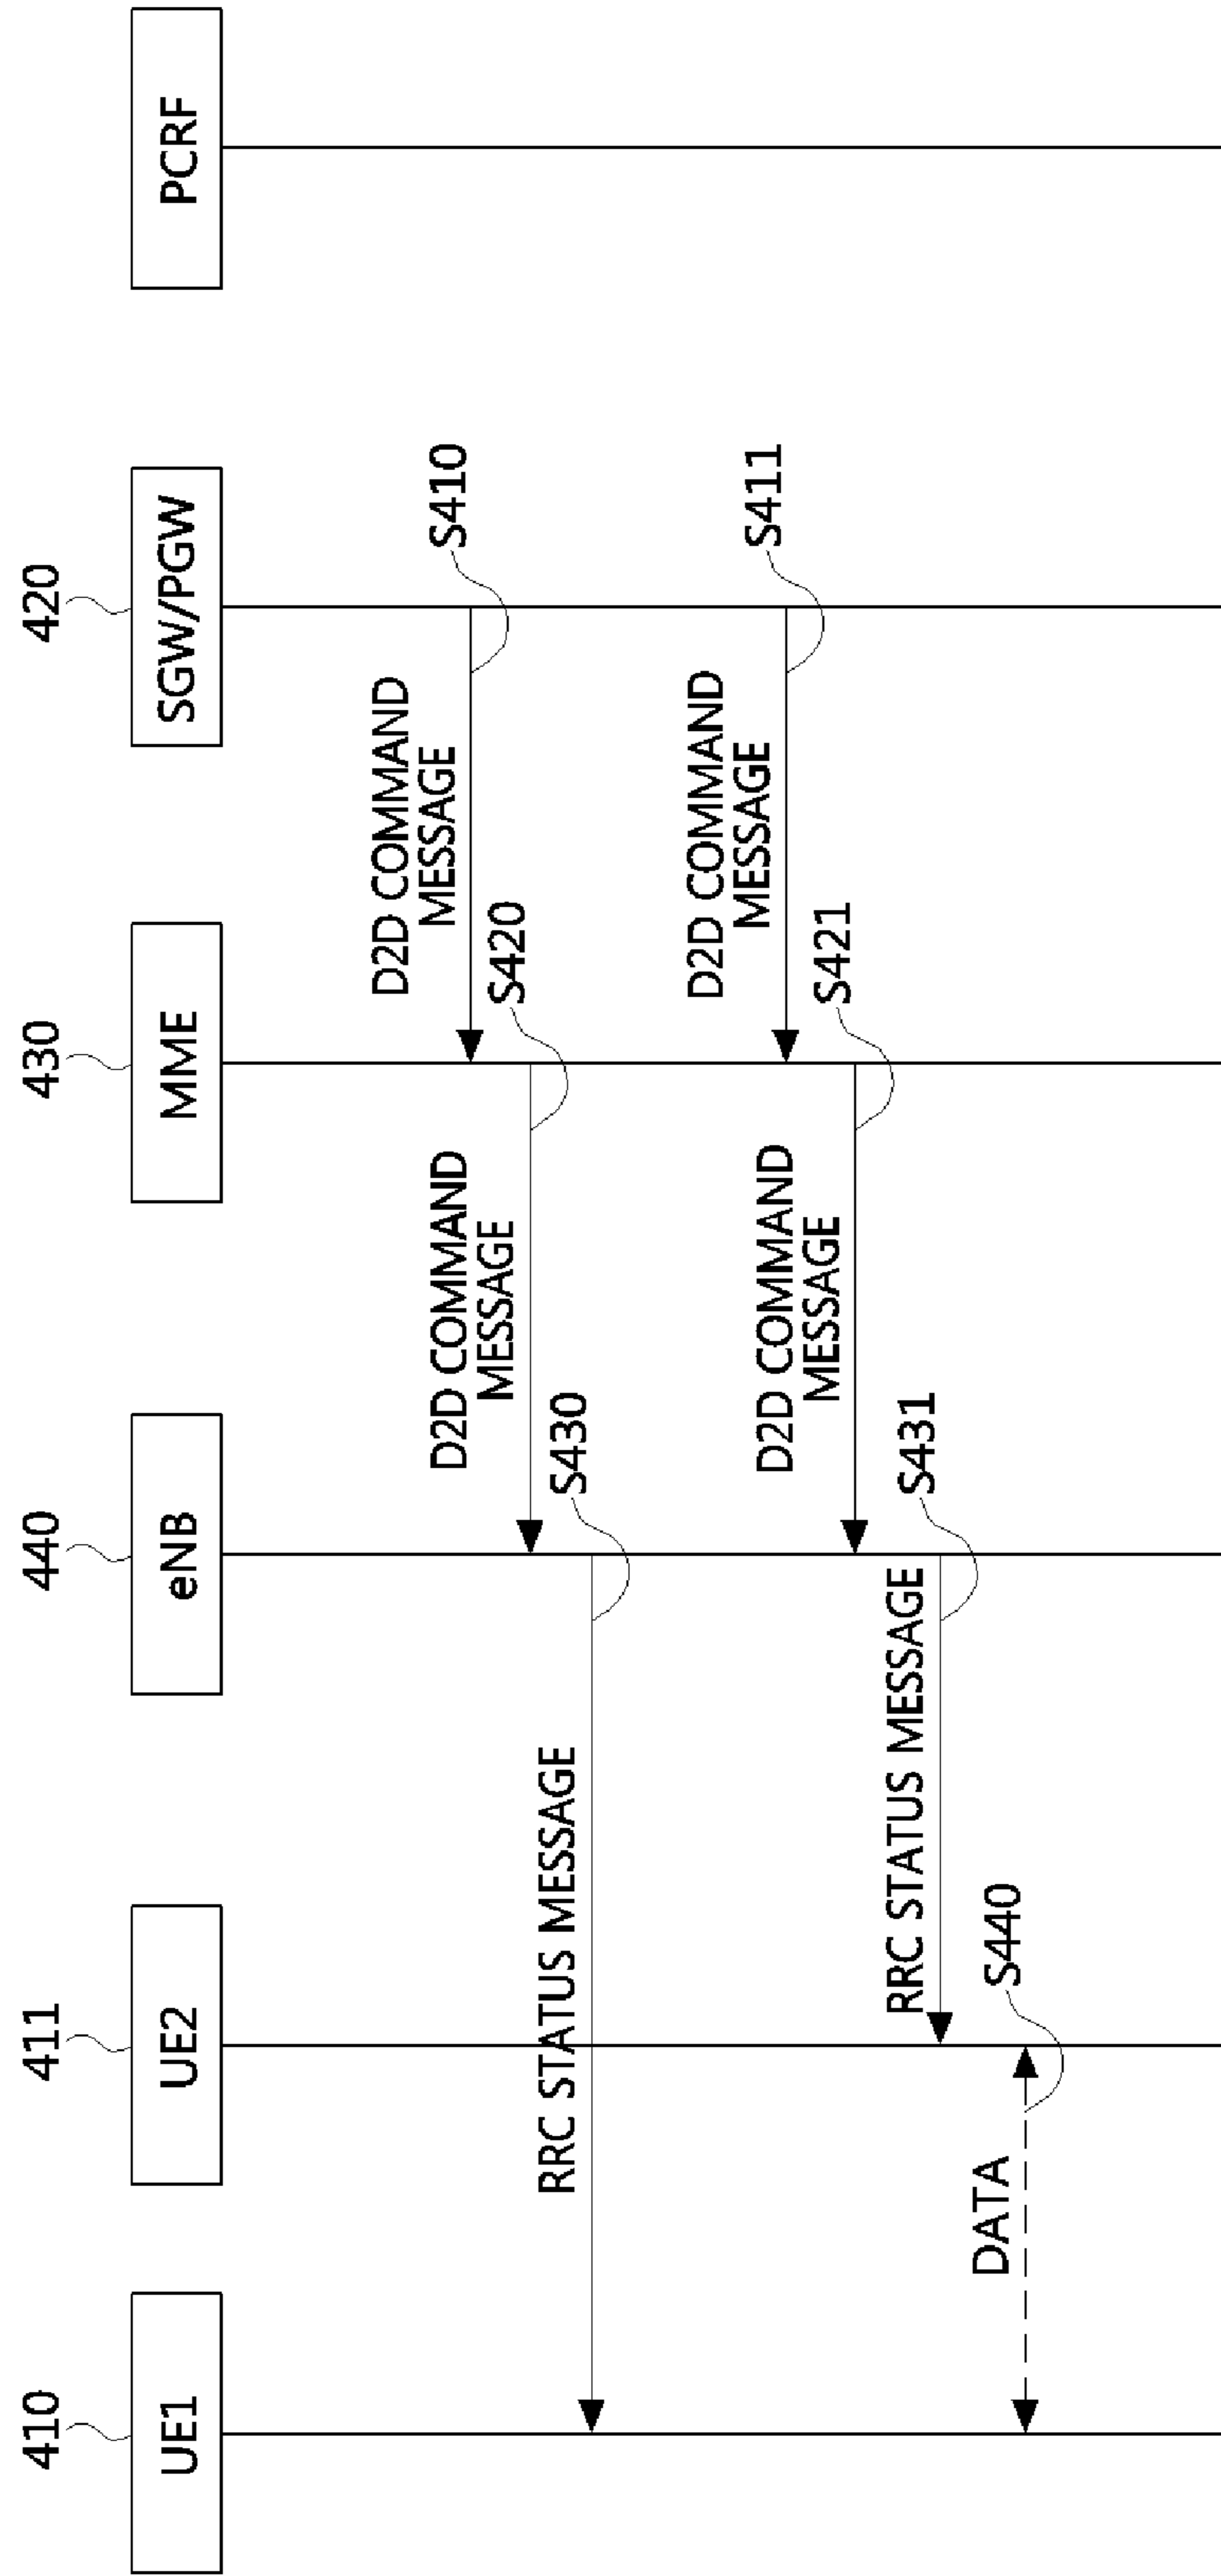 410
411
440
430
420
UE1
UE2
eNB
MME
SGW/PGW
PCRF
D2D COMMAND
MESSAGE
S410
D2D COMMAND
MESSAGE
S420
RRC STATUS MESSAGE
S430
D2D COMMAND
MESSAGE
S411
D2D COMMAND
MESSAGE
S421
RRC STATUS MESSAGE
S431
DATA
S440